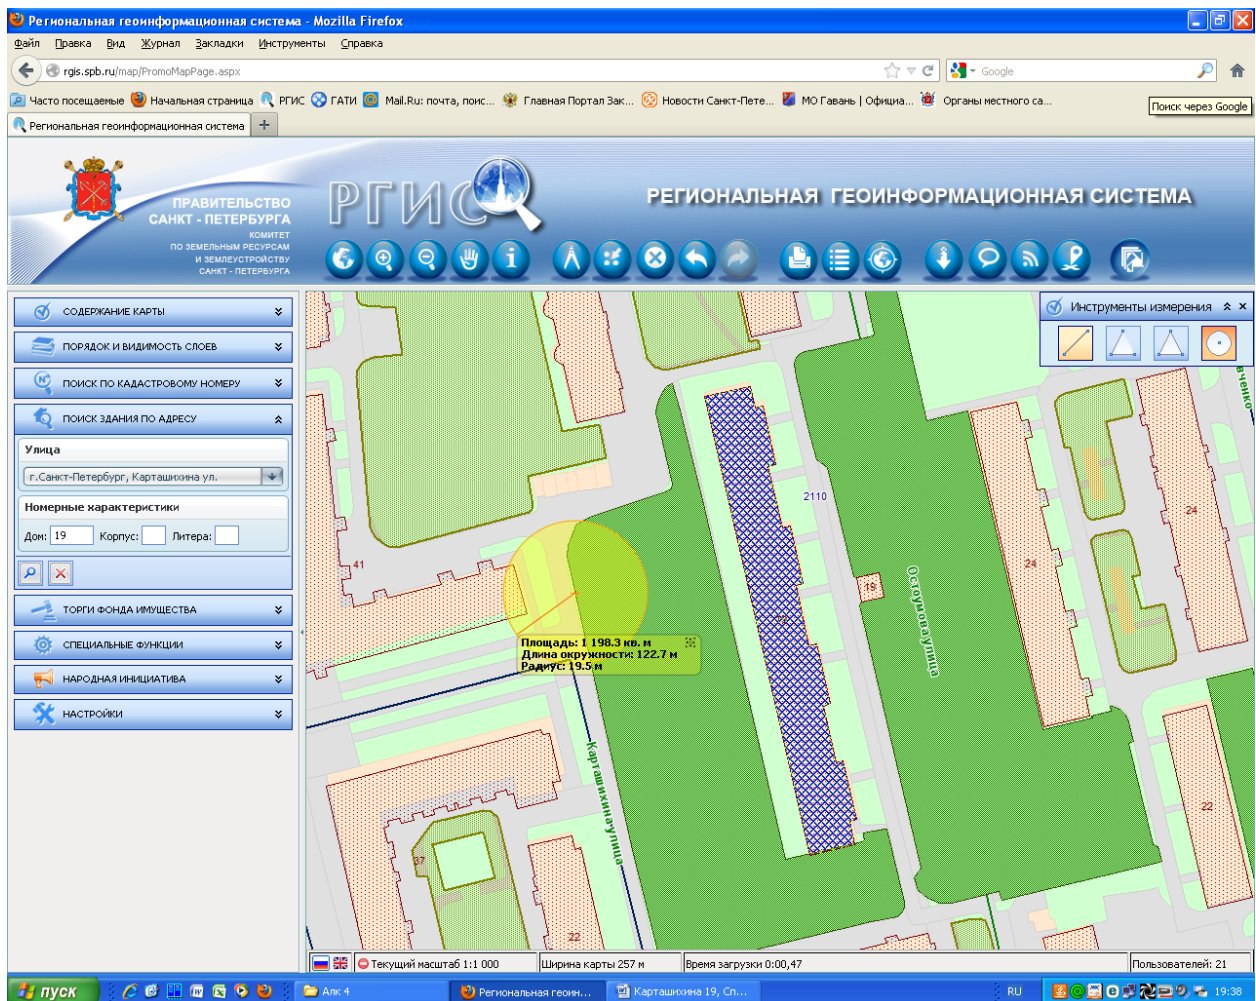 Региональная геоинформационная система - Mozilla Firefox
Файл Правка Вид Журнал Закладки Инструменты Справка
rgis.spb.ru/map/PromoMapPage.aspx
Google
Часто посещаемые Начальная страница РГИС ГАТИ Mail.Ru: почта, поис... Главная Портал Зак... Новости Санкт-Пете... МО Гавань | Официа... Органы местного са...
Поиск через Google
Региональная геоинформационная система +
ПРАВИТЕЛЬСТВО
САНКТ - ПЕТЕРБУРГА
КОМИТЕТ
ПО ЗЕМЕЛЬНЫМ РЕСУРСАМ
И ЗЕМЛЕУСТРОЙСТВУ
САНКТ - ПЕТЕРБУРГА
РГИС
РЕГИОНАЛЬНАЯ ГЕОИНФОРМАЦИОННАЯ СИСТЕМА
СОДЕРЖАНИЕ КАРТЫ
ПОРЯДОК И ВИДИМОСТЬ СЛОЕВ
ПОИСК ПО КАДАСТРОВОМУ НОМЕРУ
ПОИСК ЗДАНИЯ ПО АДРЕСУ
Улица
г.Санкт-Петербург, Карташихина ул.
Номерные характеристики
Дом: 19 Корпус: Литера:
ТОРГИ ФОНДА ИМУЩЕСТВА
СПЕЦИАЛЬНЫЕ ФУНКЦИИ
НАРОДНАЯ ИНИЦИАТИВА
НАСТРОЙКИ
Инструменты измерения
2110
24
41
24
19
Остоумова улица
Площадь: 1 198.3 кв. м
Длина окружности: 122.7 м
Радиус: 19.5 м
Карташихина улица
22
37
22
Текущий масштаб 1:1 000
Ширина карты 257 м
Время загрузки 0:00,47
Пользователей: 21
пуск
Алк 4
Региональная геоин...
Карташихина 19, Сп...
RU
19:38